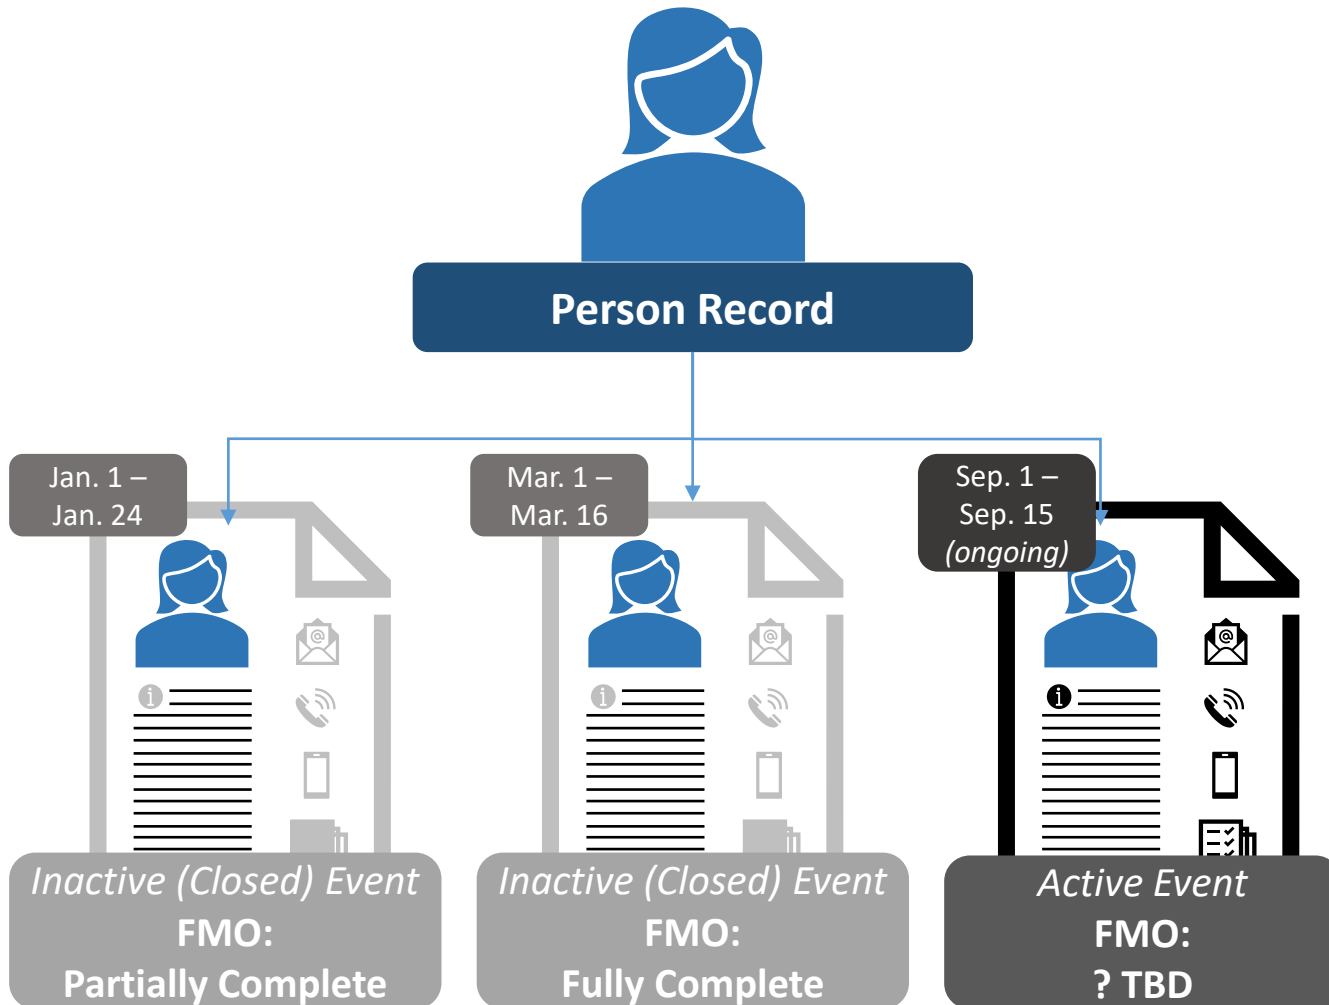 Person Record
Jan. 1 –
Jan. 24
Mar. 1 –
Mar. 16
Sep. 1 –
Sep. 15
(ongoing)
@
@
@
i
i
i
Inactive (Closed) Event
FMO:
Partially Complete
Inactive (Closed) Event
FMO:
Fully Complete
Active Event
FMO:
? TBD